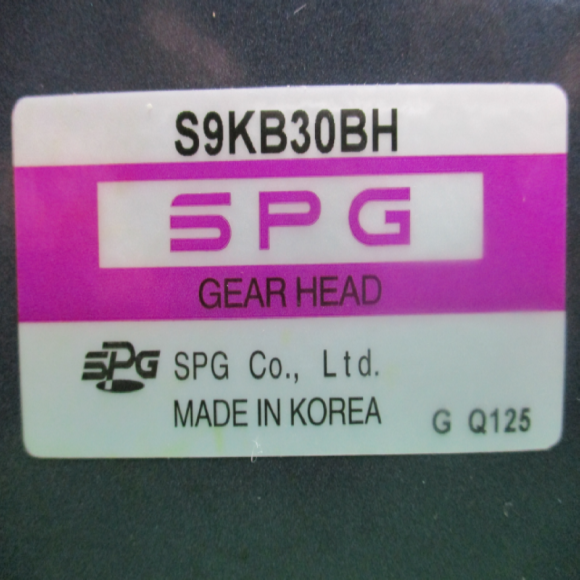 S9KB30BH
SPG
GEAR HEAD
SPG SPG Co., Ltd.
MADE IN KOREA
G Q125